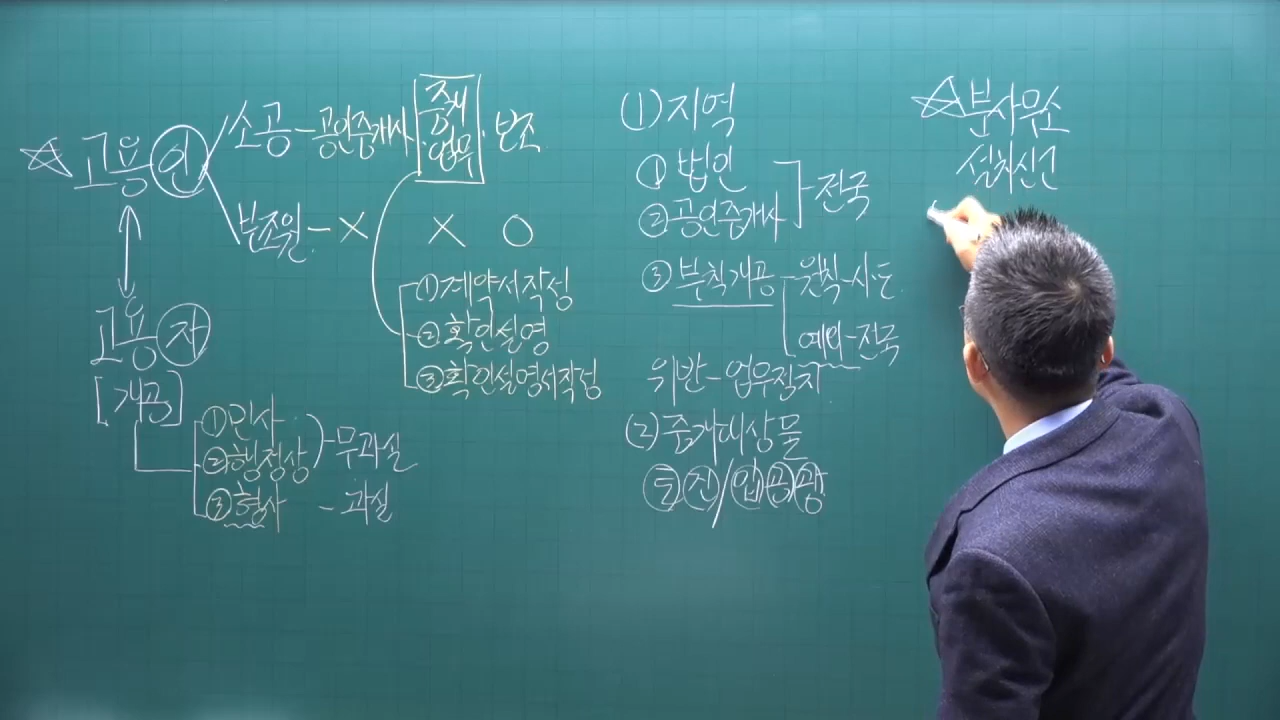 ☆ 고용인
소공 - 공인중개사 중개업무 · 보조
보조원 - X X O
① 계약서작성
② 확인설명
③ 확인설명서작성
고용자
[개공]
① 민사
② 행정상
- 무과실
③ 형사 - 과실
(1) 지역
① 법인
② 공인중개사
전국
③ 부칙개공 - 원칙 - 시·도
예외 - 전국
위반 - 업무정지
(2) 중개대상물
토 건 / 입 공 광
☆ 분사무소
설치신고